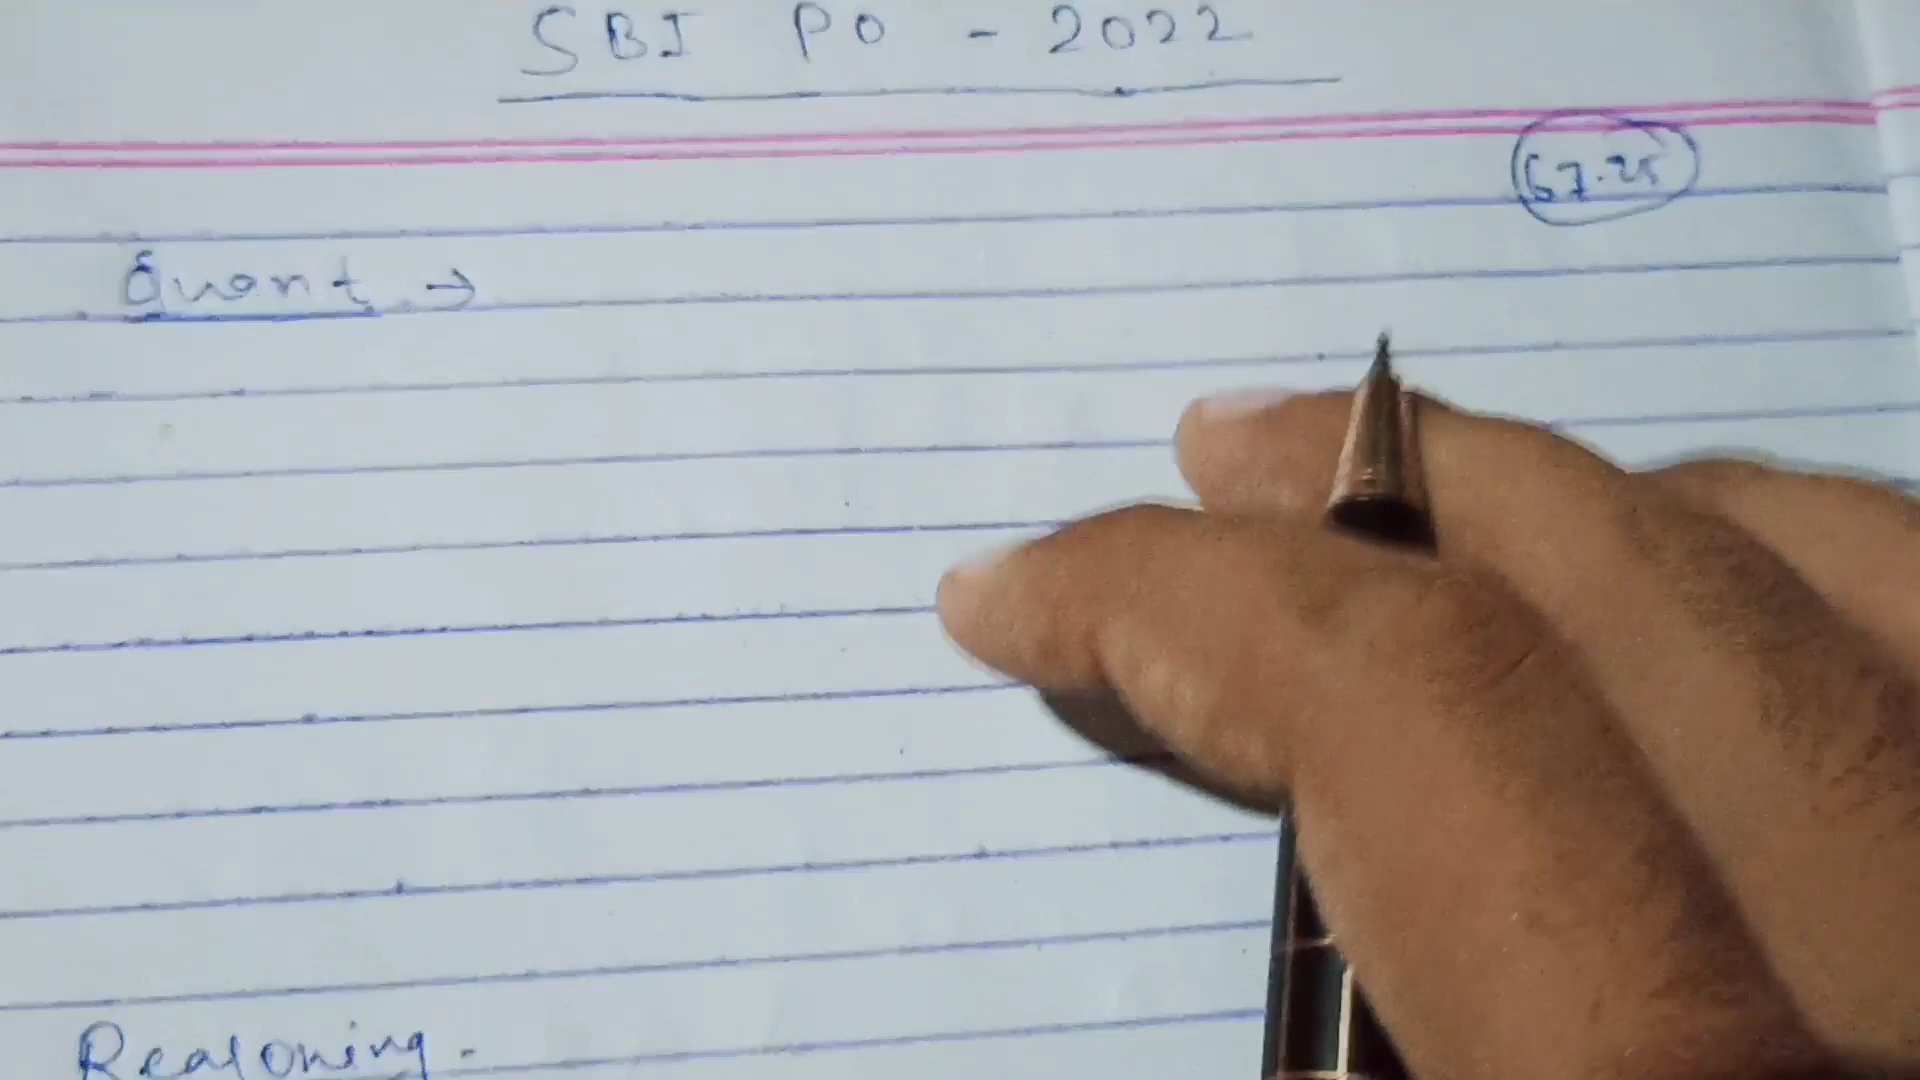 SBI PO - 2022
67.25
Quant →
Reasoning -